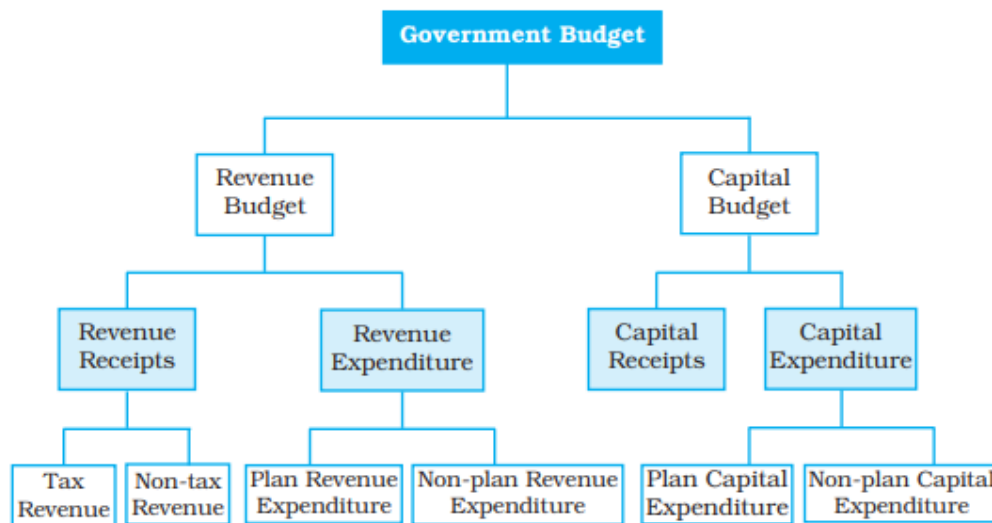 Government Budget
Revenue
Budget
Capital
Budget
Revenue
Receipts
Revenue
Expenditure
Capital
Receipts
Capital
Expenditure
Tax
Revenue
Non-tax
Revenue
Plan Revenue
Expenditure
Non-plan Revenue
Expenditure
Plan Capital
Expenditure
Non-plan Capital
Expenditure